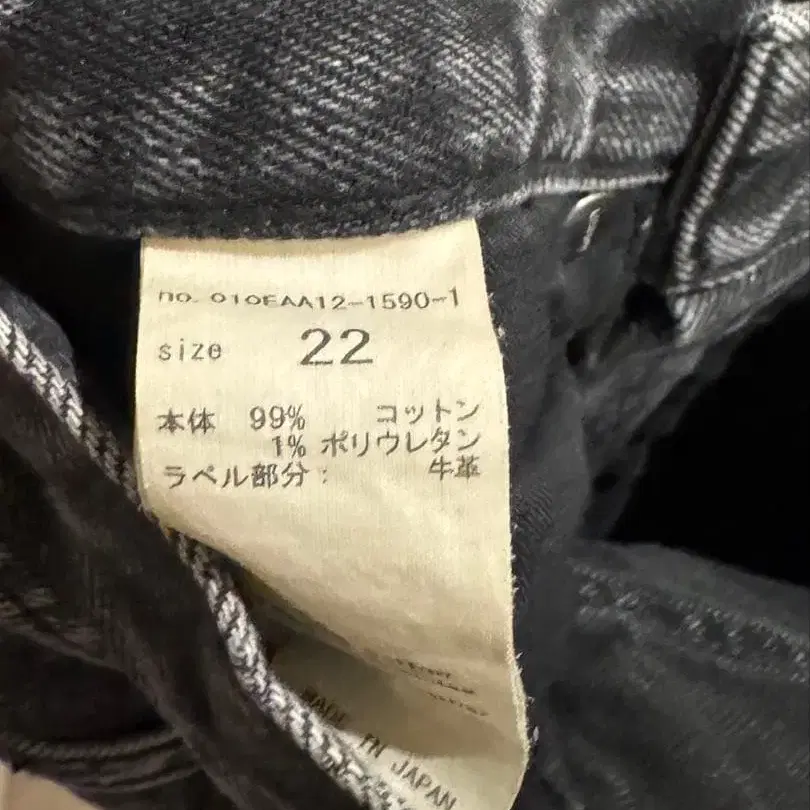 no. 010EAA12-1590-1
size 22
本体 99% コットン
1% ポリウレタン
ラベル部分: 牛革
MADE IN JAPAN